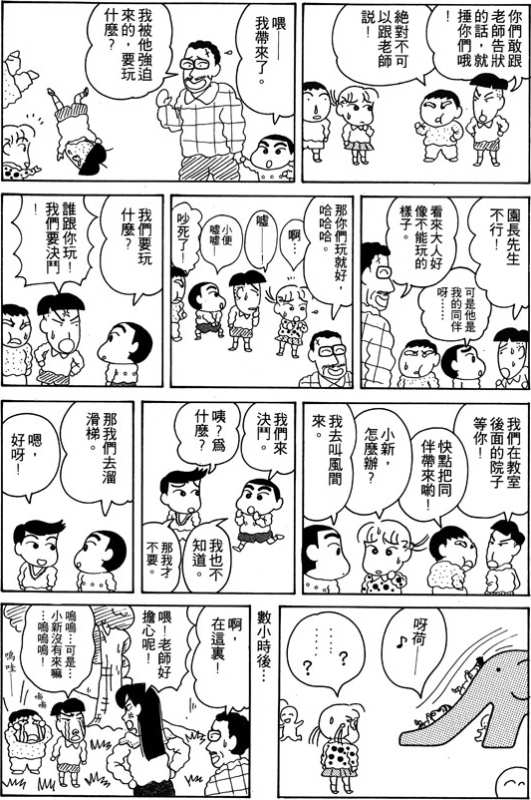 你們敢跟
老師告狀
的話，就
捶你們哦
絕對不可
以跟老師
說！
喂——
我帶來了。
我被他強迫
來的，要玩
什麼？
園長先生
不行！
可是他是
我的同伴
呀……
看來大人好
像不能玩的
樣子。
那你們玩就好，
哈哈哈。
啊…
噓…
小便
噓噓…
吵死了！
我們要玩
什麼？
誰跟你玩！
我們要決鬥
！
我們在教室
後面的院子
等你！
快點把同
伴帶來喲！
小新，
怎麼辦？
我去叫風間
來。
我們來
決鬥。
咦？為
什麼？
我也不
知道。
那我才
不要。
那我們去溜
滑梯。
嗯，
好呀！
呀荷—♪
……
……？
？
數小時後…
啊，
在這裏！
喂！老師好
擔心呢！
嗚嗚…可是…
小新沒有來嘛
…嗚嗚嗚！
嗚哇